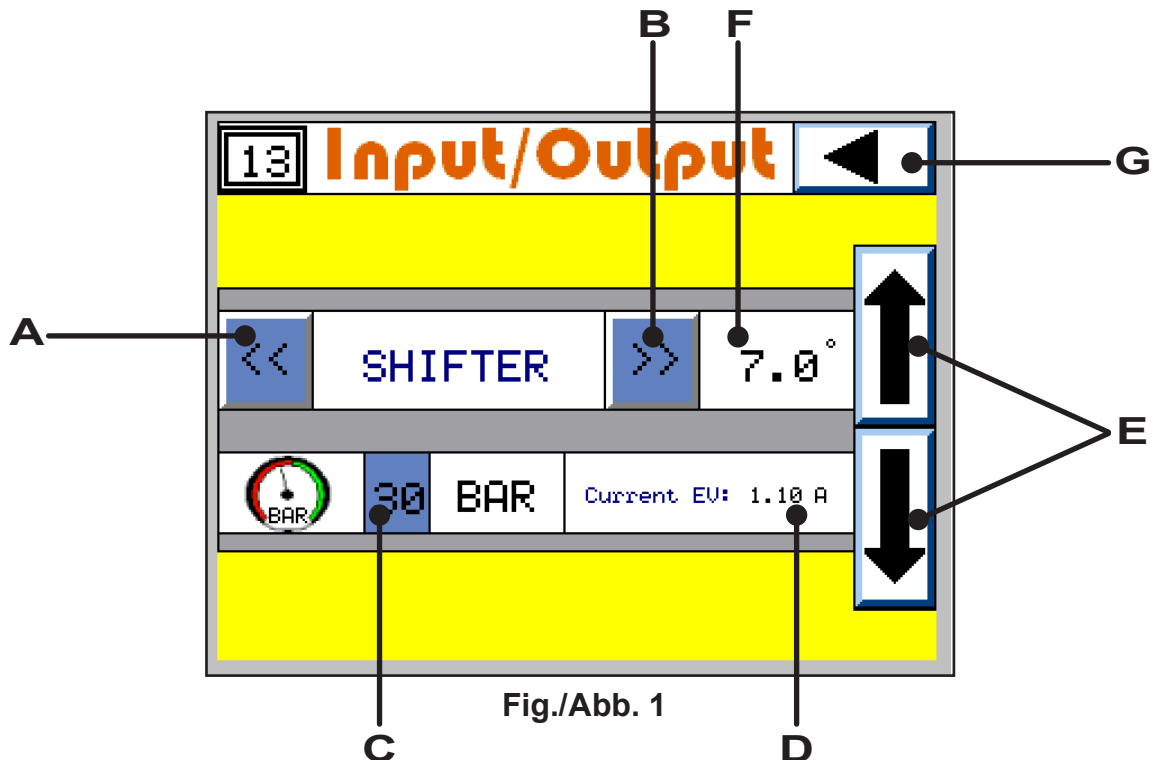 B F
13 Input/Output G
A << SHIFTER >> 7.0°
E
BAR 30 BAR Current EV: 1.10 A
Fig./Abb. 1
C D